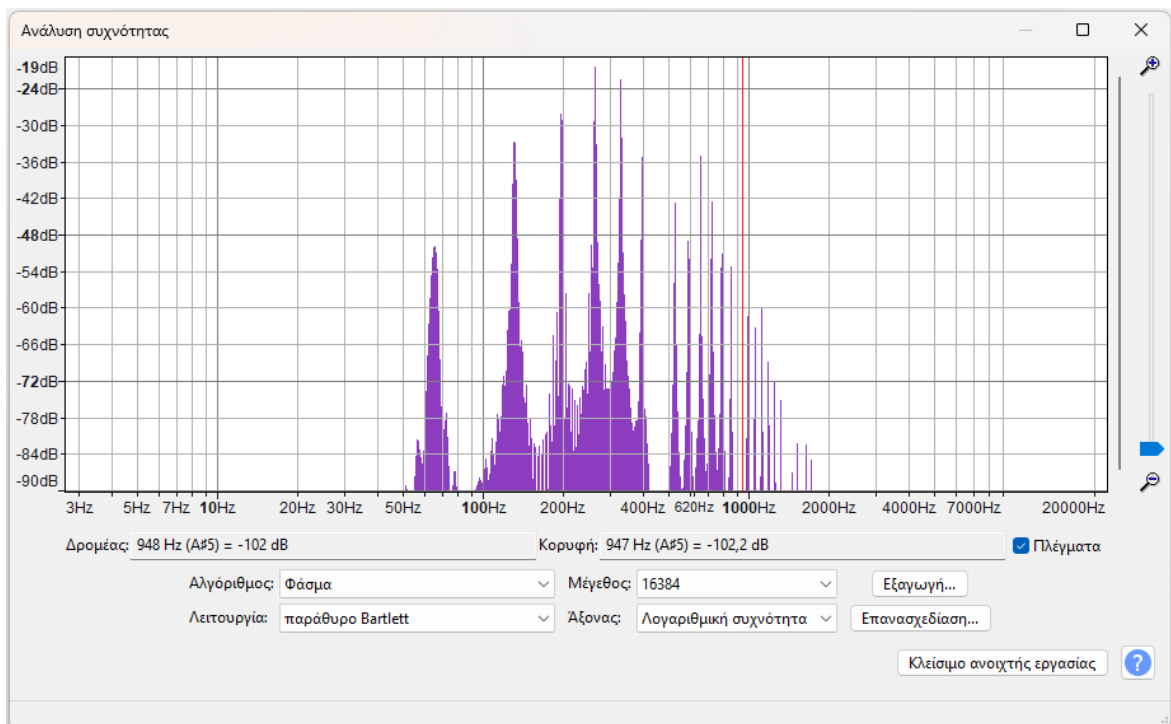 Ανάλυση συχνότητας
-19dB
-24dB
-30dB
-36dB
-42dB
-48dB
-54dB
-60dB
-66dB
-72dB
-78dB
-84dB
-90dB
3Hz 5Hz 7Hz 10Hz 20Hz 30Hz 50Hz 100Hz 200Hz 400Hz 620Hz 1000Hz 2000Hz 4000Hz 7000Hz 20000Hz
Δρομέας: 948 Hz (A♯5) = -102 dB Κορυφή: 947 Hz (A♯5) = -102,2 dB Πλέγματα
Αλγόριθμος: Φάσμα Μέγεθος: 16384 Εξαγωγή...
Λειτουργία: παράθυρο Bartlett Άξονας: Λογαριθμική συχνότητα Επανασχεδίαση...
Κλείσιμο ανοιχτής εργασίας ?